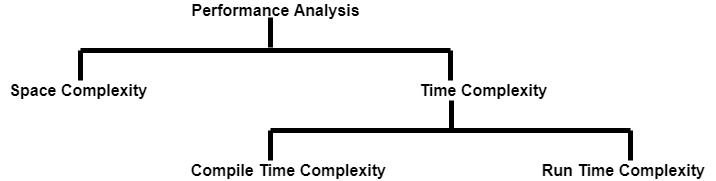 Performance Analysis
Space Complexity
Time Complexity
Compile Time Complexity
Run Time Complexity